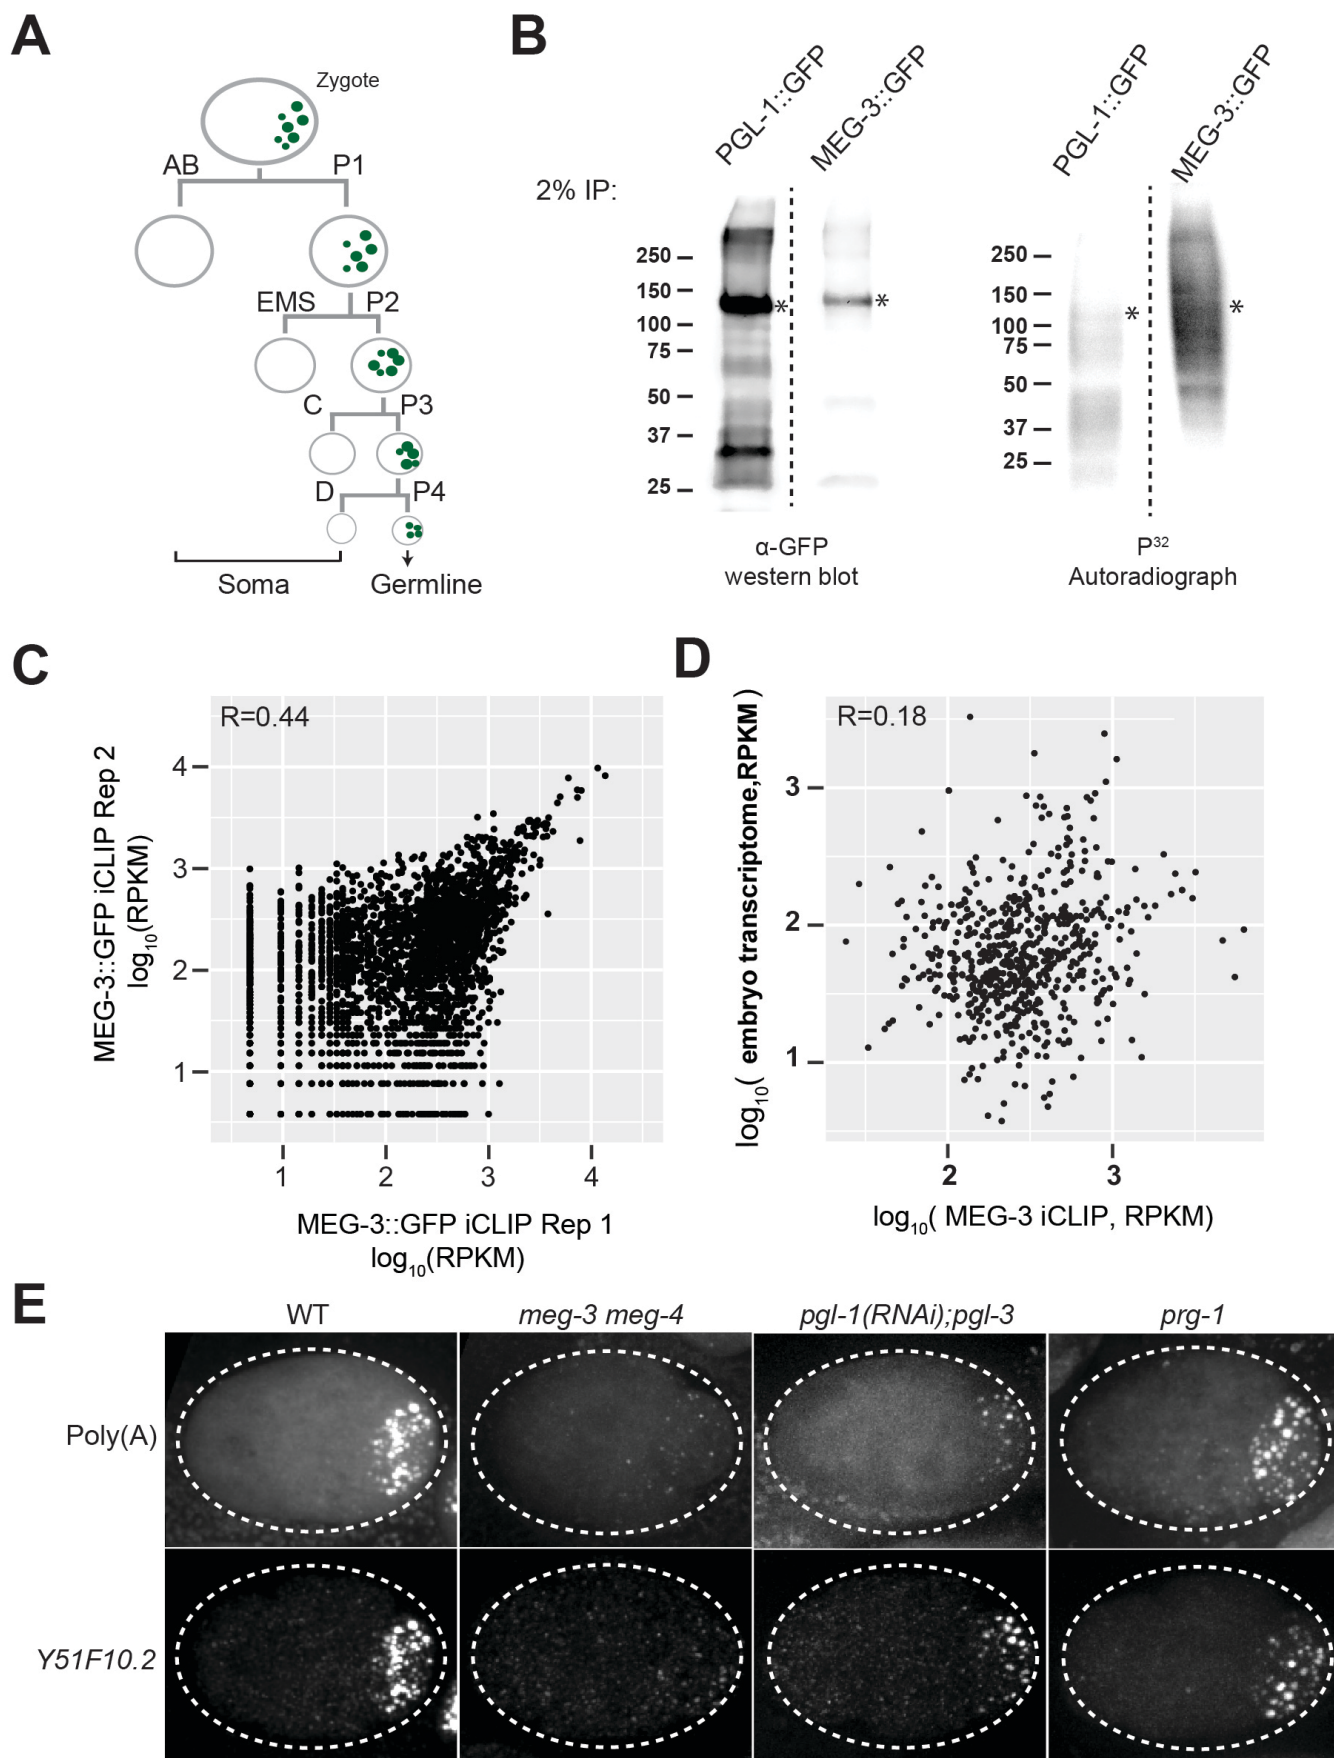 A
Zygote
AB
P1
EMS
P2
C
P3
D
P4
Soma
Germline
B
PGL-1::GFP
MEG-3::GFP
PGL-1::GFP
MEG-3::GFP
2% IP:
250
150
100
75
50
37
25
*
*
250
150
100
75
50
37
25
*
*
α-GFP
western blot
P32
Autoradiograph
C
R=0.44
MEG-3::GFP iCLIP Rep 2
log10(RPKM)
4
3
2
1
1 2 3 4
MEG-3::GFP iCLIP Rep 1
log10(RPKM)
D
R=0.18
log10( embryo transcriptome,RPKM )
3
2
1
2 3
log10( MEG-3 iCLIP, RPKM)
E
WT meg-3 meg-4 pgl-1(RNAi);pgl-3 prg-1
Poly(A)
Y51F10.2